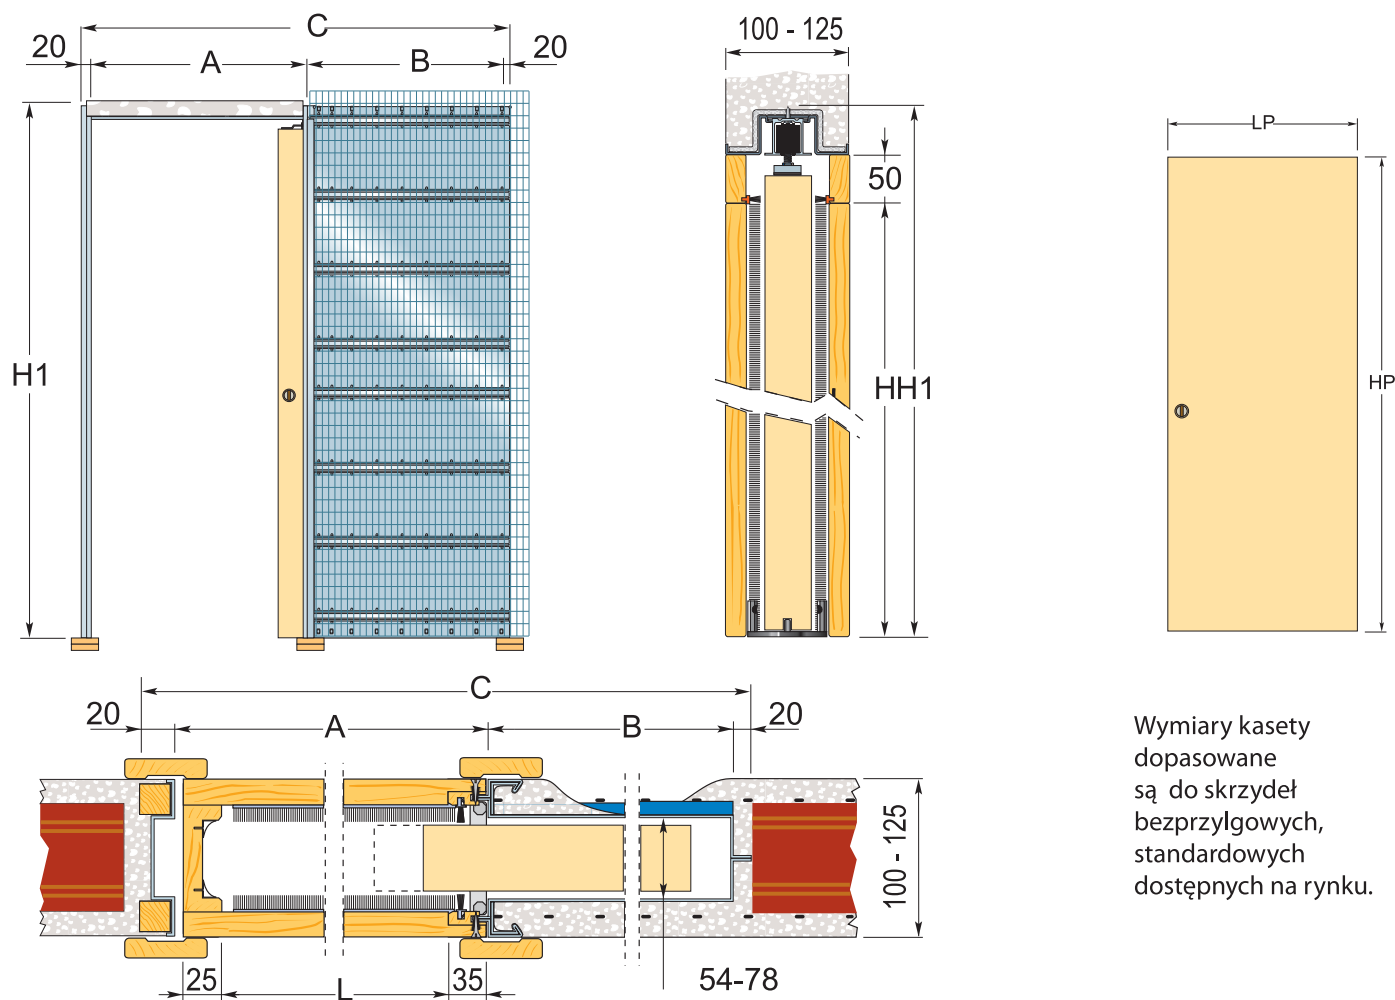 C
20
A
B
20
H1
100 - 125
50
HH1
LP
HP
C
20
A
B
20
100 - 125
25
L
35
54-78
Wymiary kasety
dopasowane
są do skrzydeł
bezprzylgowych,
standardowych
dostępnych na rynku.